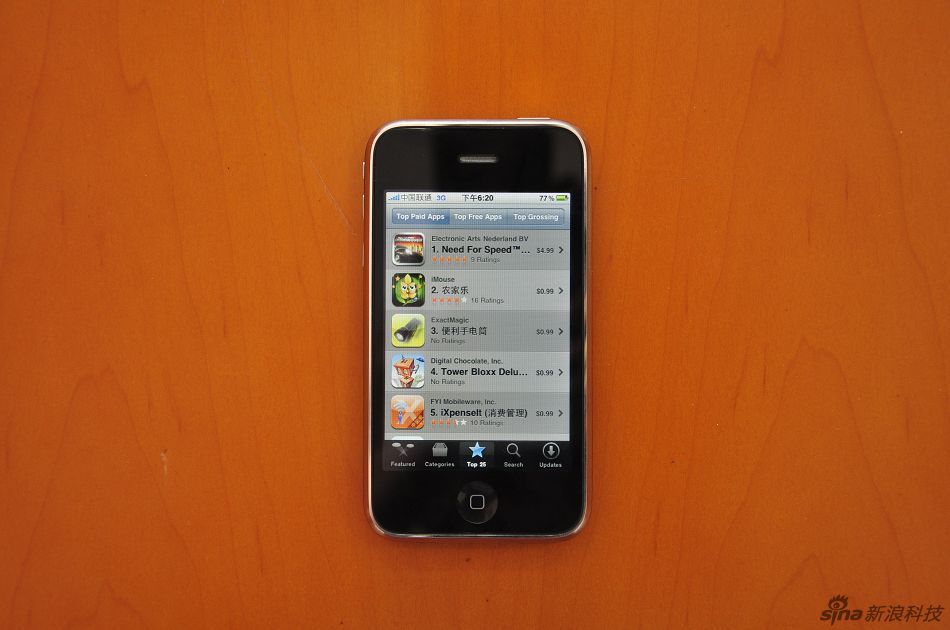 中国联通 3G 下午6:20 77%
Top Paid Apps Top Free Apps Top Grossing
Electronic Arts Nederland BV
1. Need For Speed™... $4.99
9 Ratings
iMouse
2. 农家乐 $0.99
16 Ratings
ExactMagic
3. 便利手电筒 $0.99
No Ratings
Digital Chocolate, Inc.
4. Tower Bloxx Delu... $0.99
No Ratings
FYI Mobileware, Inc.
5. iXpenseIt (消费管理) $0.99
10 Ratings
Featured Categories Top 25 Search Updates
sina 新浪科技